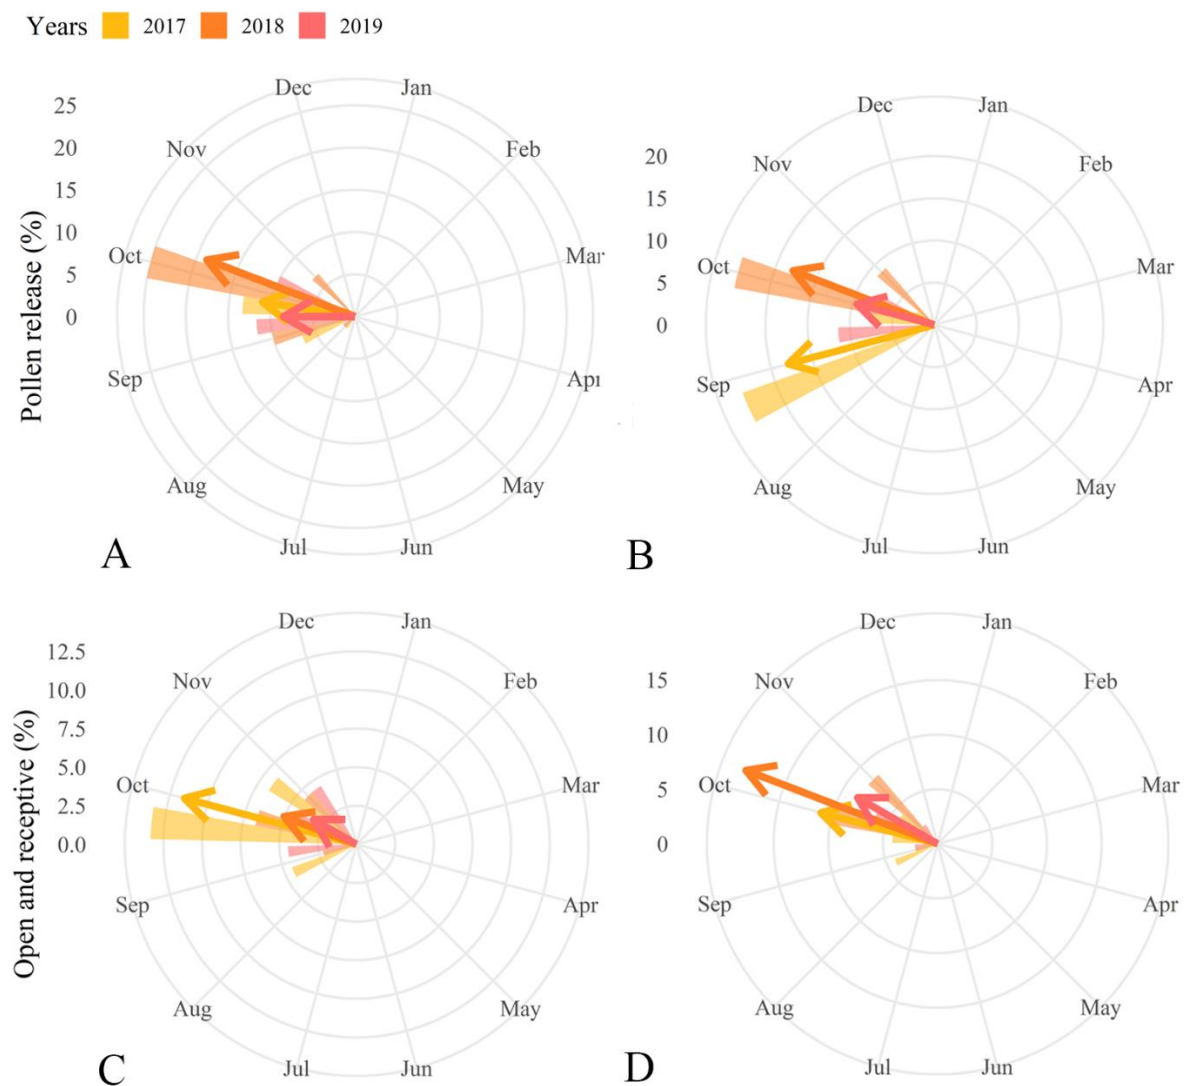 Years 2017 2018 2019
Pollen release (%)
25
20
15
10
5
0
Dec Jan
Nov Feb
Oct Mar
Sep Apr
Aug May
Jul Jun
A
20
15
10
5
0
Dec Jan
Nov Feb
Oct Mar
Sep Apr
Aug May
Jul Jun
B
Open and receptive (%)
12.5
10.0
7.5
5.0
2.5
0.0
Dec Jan
Nov Feb
Oct Mar
Sep Apr
Aug May
Jul Jun
C
15
10
5
0
Dec Jan
Nov Feb
Oct Mar
Sep Apr
Aug May
Jul Jun
D